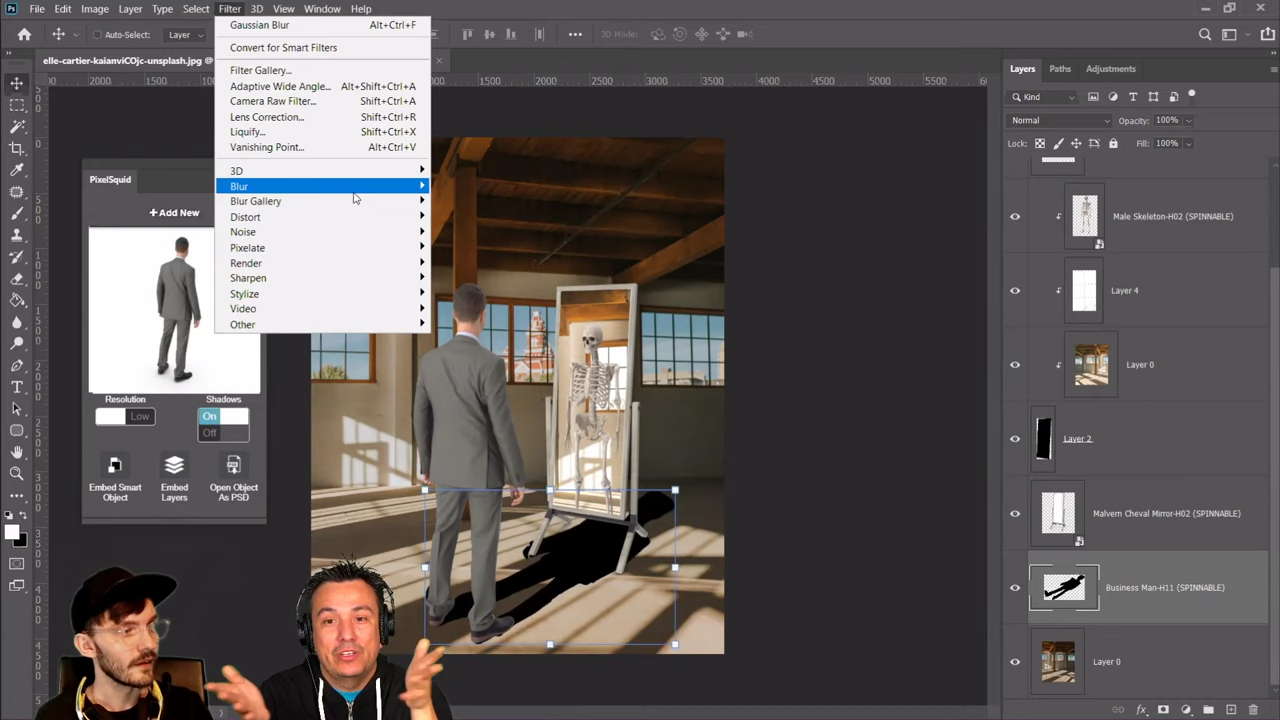 Ps File Edit Image Layer Type Select Filter 3D View Window Help
Auto-Select: Layer
3D Mode:
elle-cartier-kaianviCOjc-unsplash.jpg @
Gaussian Blur Alt+Ctrl+F
Convert for Smart Filters
Filter Gallery...
Adaptive Wide Angle... Alt+Shift+Ctrl+A
Camera Raw Filter... Shift+Ctrl+A
Lens Correction... Shift+Ctrl+R
Liquify... Shift+Ctrl+X
Vanishing Point... Alt+Ctrl+V
3D
Blur
Blur Gallery
Distort
Noise
Pixelate
Render
Sharpen
Stylize
Video
Other
1500 2000 2500 3000 3500 4000 4500 5000 5500
PixelSquid
+ Add New
Resolution Shadows
Low On
Off
Embed Smart Object
Embed Layers
Open Object As PSD
Layers Paths Adjustments
Kind
Normal Opacity: 100%
Lock: Fill: 100%
Male Skeleton-H02 (SPINNABLE)
Layer 4
Layer 0
Layer 2
Malvern Cheval Mirror-H02 (SPINNABLE)
Business Man-H11 (SPINNABLE)
Layer 0